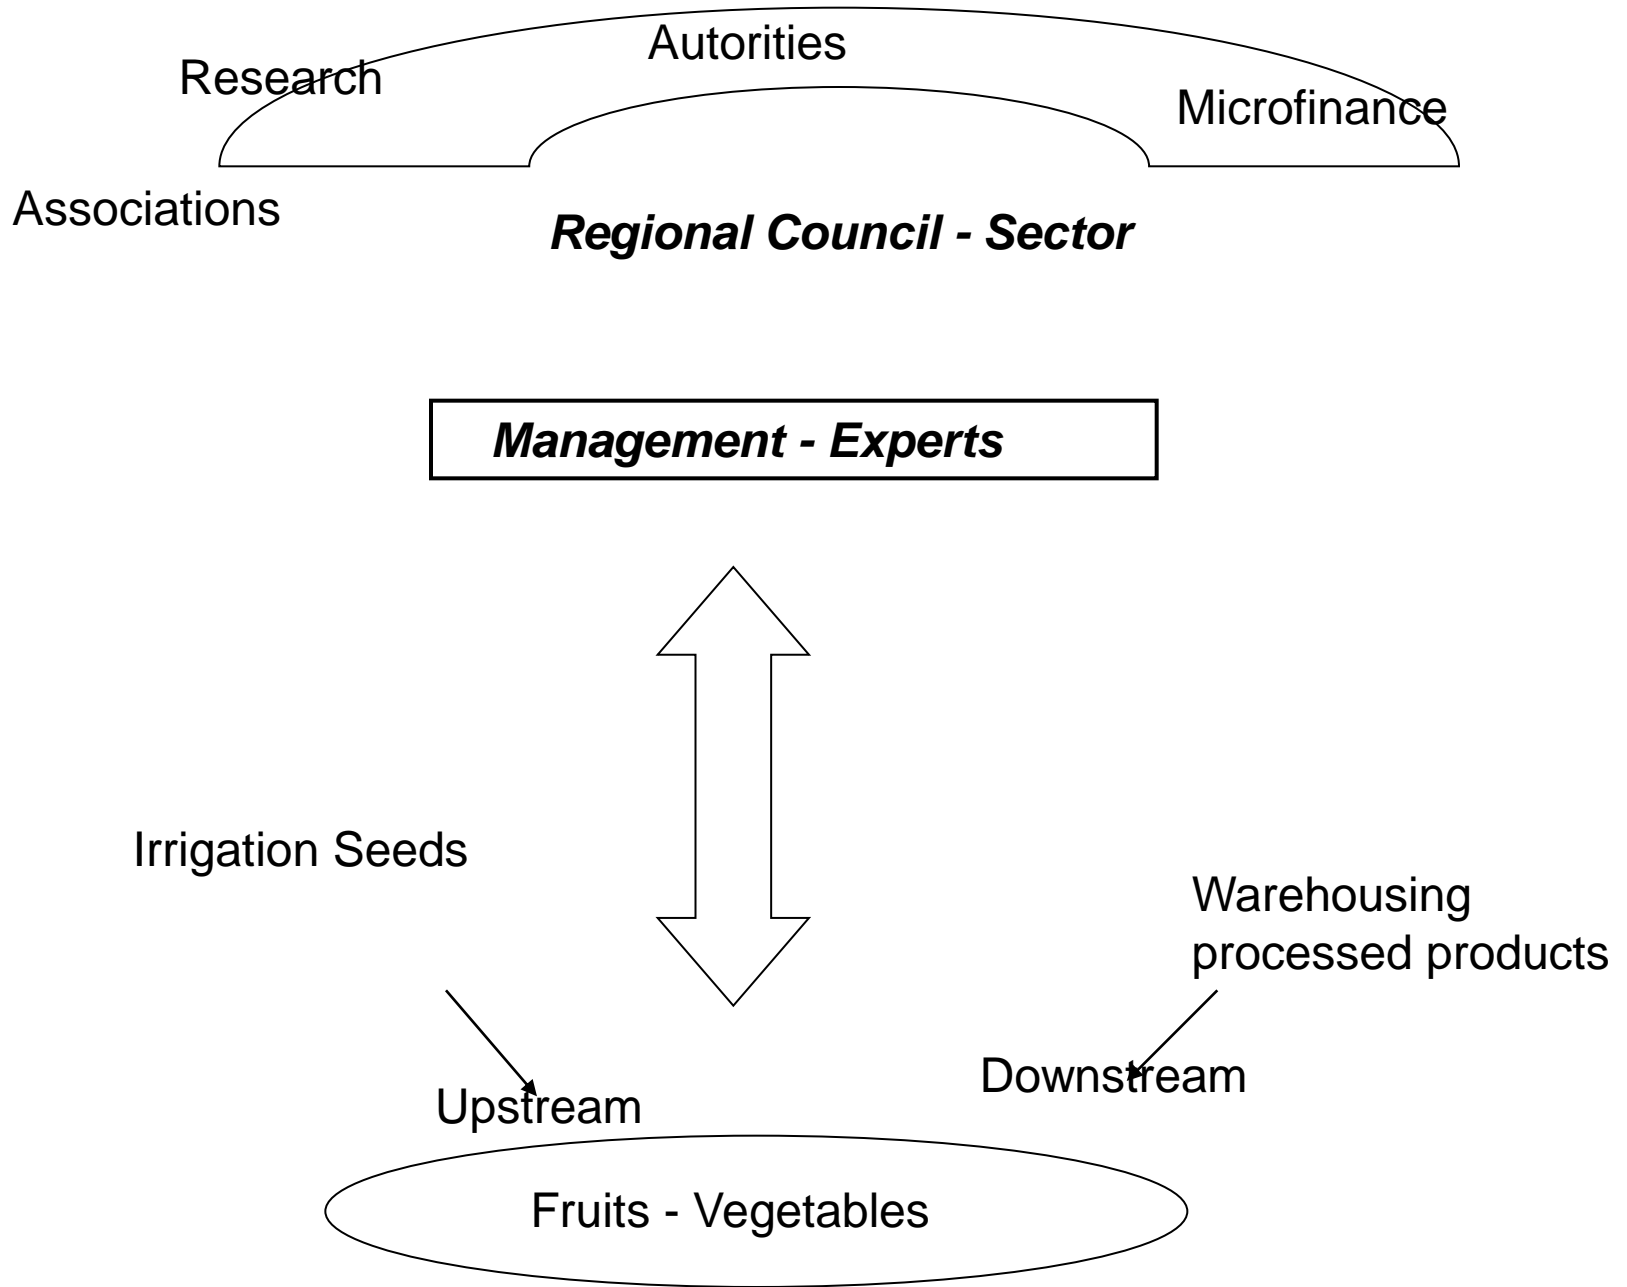 Autorities
Research
Microfinance
Associations
Regional Council - Sector
Management - Experts
Irrigation Seeds
Warehousing
processed products
Downstream
Upstream
Fruits - Vegetables